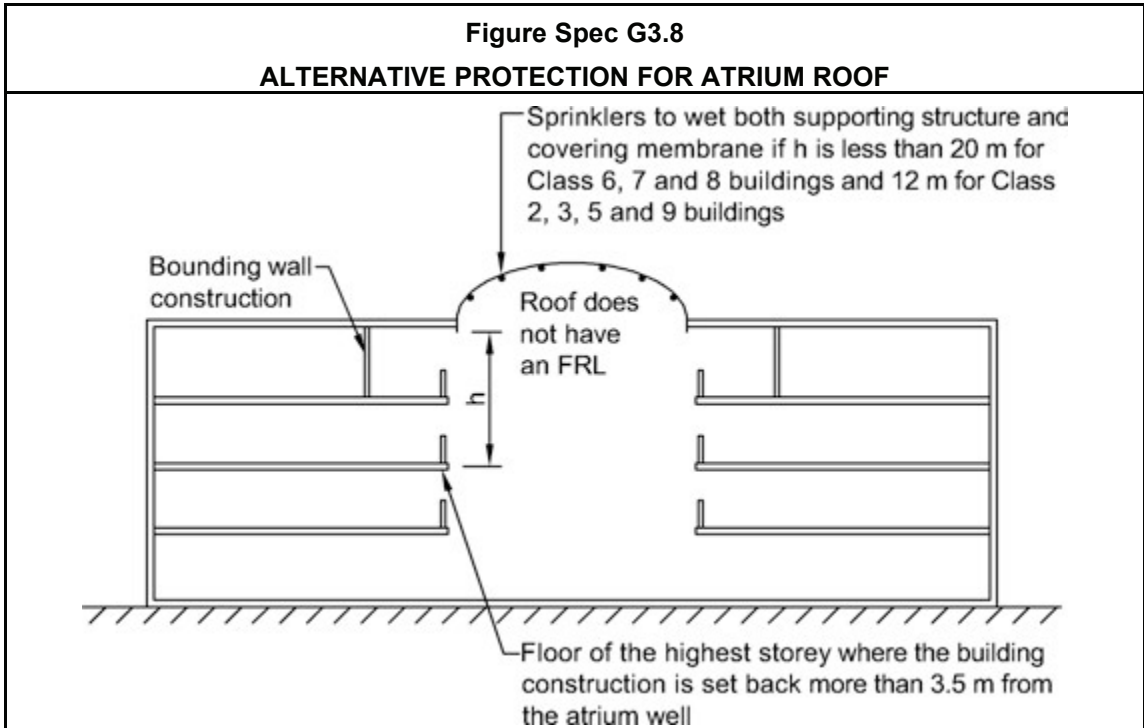 Figure Spec G3.8
ALTERNATIVE PROTECTION FOR ATRIUM ROOF
Sprinklers to wet both supporting structure and
covering membrane if h is less than 20 m for
Class 6, 7 and 8 buildings and 12 m for Class
2, 3, 5 and 9 buildings
Bounding wall
construction
Roof does
not have
an FRL
h
Floor of the highest storey where the building
construction is set back more than 3.5 m from
the atrium well